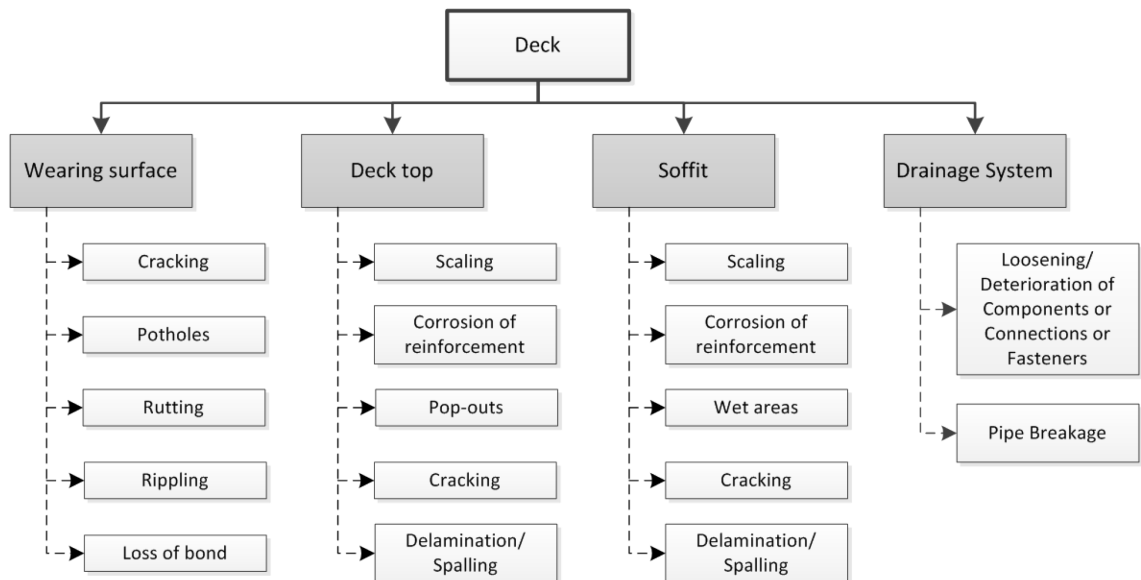 Deck
Wearing surface
Deck top
Soffit
Drainage System
Cracking
Potholes
Rutting
Rippling
Loss of bond
Scaling
Corrosion of
reinforcement
Pop-outs
Cracking
Delamination/
Spalling
Scaling
Corrosion of
reinforcement
Wet areas
Cracking
Delamination/
Spalling
Loosening/
Deterioration of
Components or
Connections or
Fasteners
Pipe Breakage